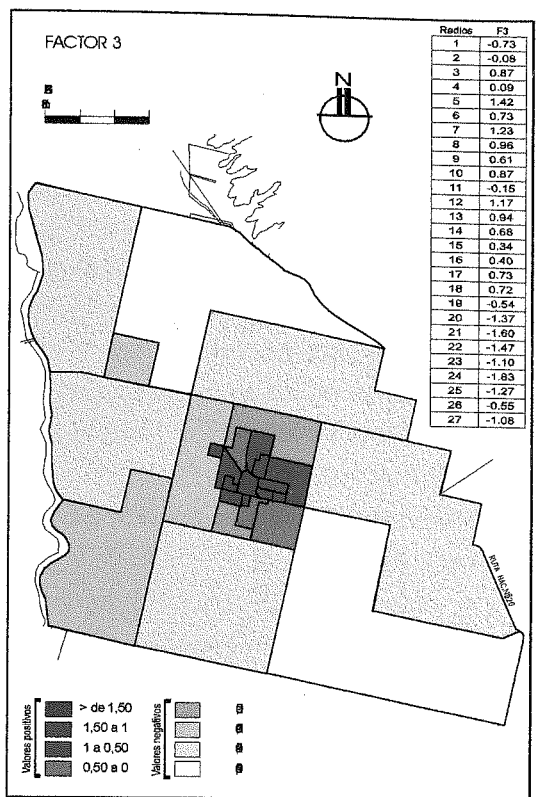 FACTOR 3
N
Radios F3
1 -0.73
2 -0.08
3 0.87
4 0.09
5 1.42
6 0.73
7 1.23
8 0.96
9 0.61
10 0.87
11 -0.15
12 1.17
13 0.94
14 0.68
15 0.34
16 0.40
17 0.73
18 0.72
19 -0.54
20 -1.37
21 -1.60
22 -1.47
23 -1.10
24 -1.83
25 -1.27
26 -0.55
27 -1.08
RUTA
Valores positivos
> de 1,50
1,50 a 1
1 a 0,50
0,50 a 0
Valores negativos